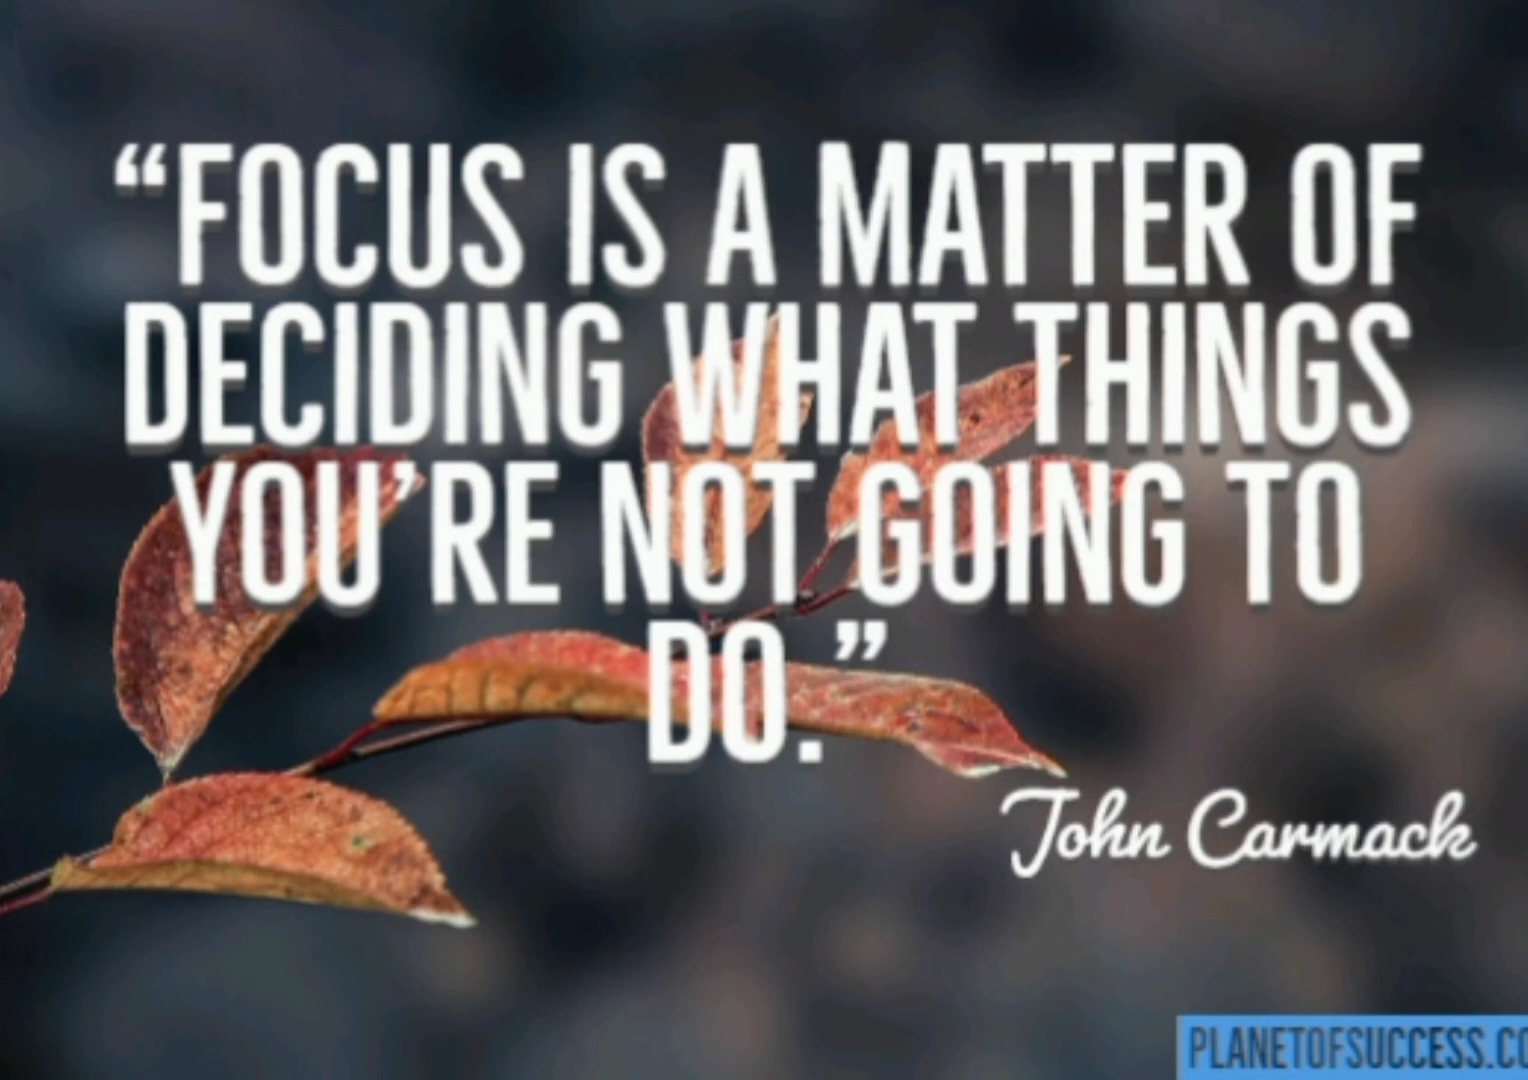 “FOCUS IS A MATTER OF
DECIDING WHAT THINGS
YOU’RE NOT GOING TO
DO.”
John Carmack
PLANETOFSUCCESS.CO